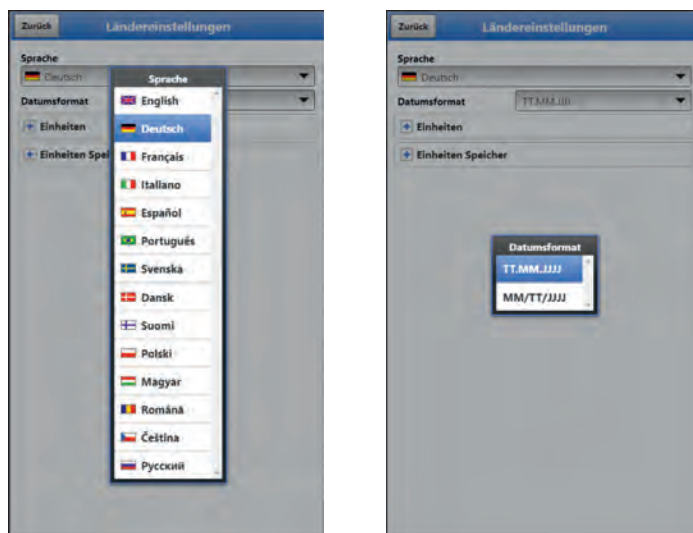 Zurück
Ländereinstellungen
Sprache
Deutsch
Datumsformat
Einheiten
Einheiten Spei
Sprache
English
Deutsch
Français
Italiano
Español
Português
Svenska
Dansk
Suomi
Polski
Magyar
Română
Čeština
Русский
Zurück
Ländereinstellungen
Sprache
Deutsch
Datumsformat
TT.MM.JJJJ
Einheiten
Einheiten Speicher
Datumsformat
TT.MM.JJJJ
MM/TT/JJJJ